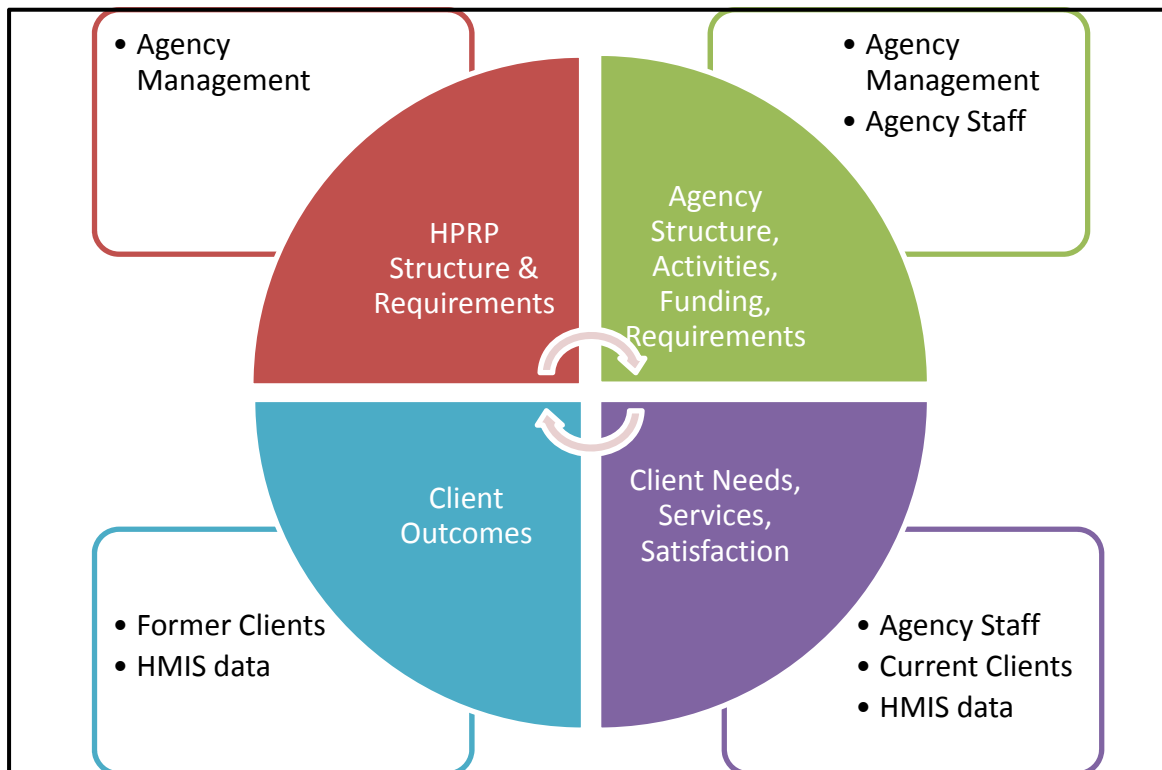 • Agency
Management
• Agency
Management
• Agency Staff
HPRP
Structure &
Requirements
Agency
Structure,
Activities,
Funding,
Requirements
Client
Outcomes
Client Needs,
Services,
Satisfaction
• Former Clients
• HMIS data
• Agency Staff
• Current Clients
• HMIS data